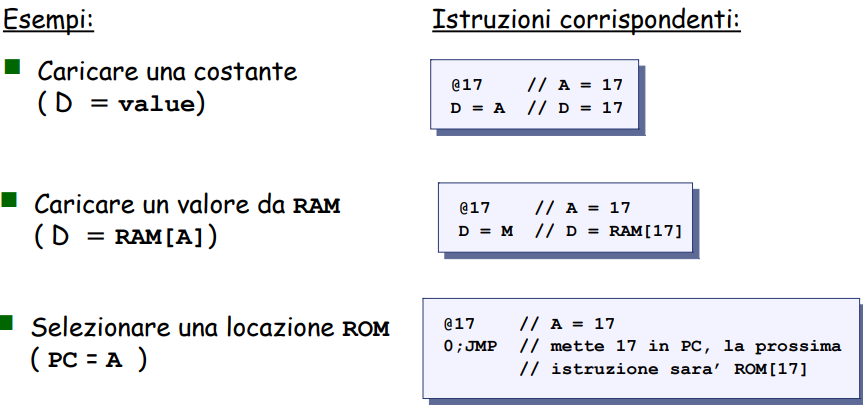 Esempi:
Istruzioni corrispondenti:
Caricare una costante
( D = value)
@17 // A = 17
D = A // D = 17
Caricare un valore da RAM
( D = RAM[A])
@17 // A = 17
D = M // D = RAM[17]
Selezionare una locazione ROM
( PC = A )
@17 // A = 17
0;JMP // mette 17 in PC, la prossima
// istruzione sara' ROM[17]